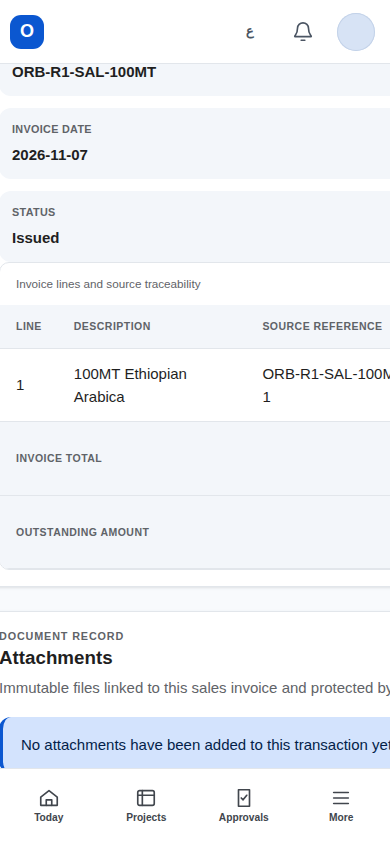 O
ع
ORB-R1-SAL-100MT
INVOICE DATE
2026-11-07
STATUS
Issued
Invoice lines and source traceability
LINE DESCRIPTION SOURCE REFERENCE
1 100MT Ethiopian Arabica ORB-R1-SAL-100M
1
INVOICE TOTAL
OUTSTANDING AMOUNT
DOCUMENT RECORD
Attachments
Immutable files linked to this sales invoice and protected by
No attachments have been added to this transaction yet
Today Projects Approvals More